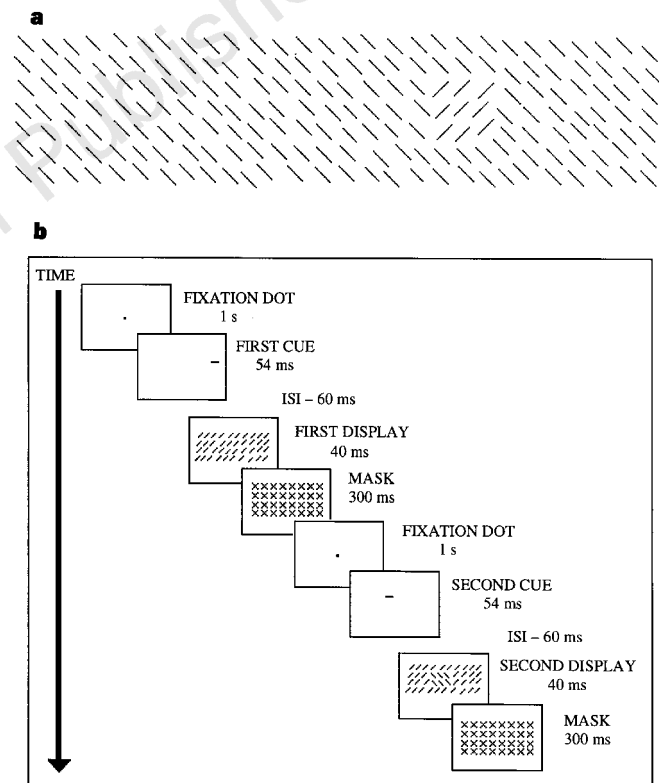 a
Publishe
b
TIME
FIXATION DOT
1 s
FIRST CUE
54 ms
ISI – 60 ms
FIRST DISPLAY
40 ms
MASK
300 ms
FIXATION DOT
1 s
SECOND CUE
54 ms
ISI – 60 ms
SECOND DISPLAY
40 ms
MASK
300 ms